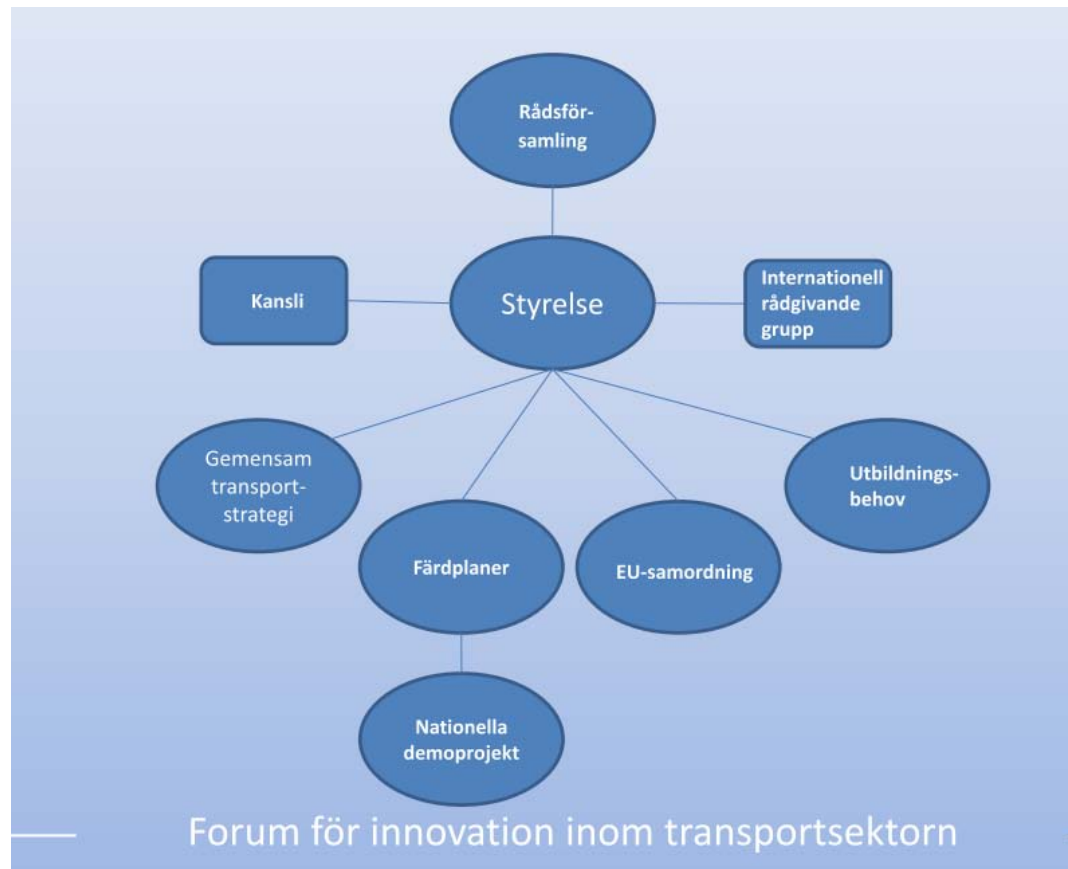 Rådsför-
samling
Kansli
Styrelse
Internationell
rådgivande
grupp
Gemensam
transport-
strategi
Utbildnings-
behov
Färdplaner
EU-samordning
Nationella
demoprojekt
Forum för innovation inom transportsektorn